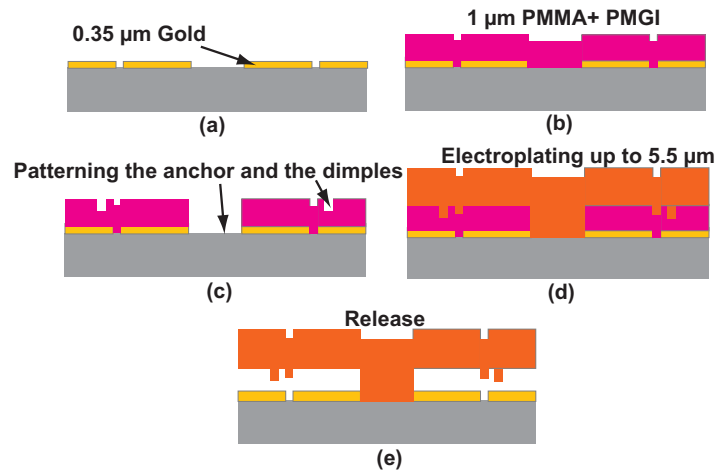 0.35 µm Gold
(a)
1 µm PMMA+ PMGI
(b)
Patterning the anchor and the dimples
(c)
Electroplating up to 5.5 µm
(d)
Release
(e)